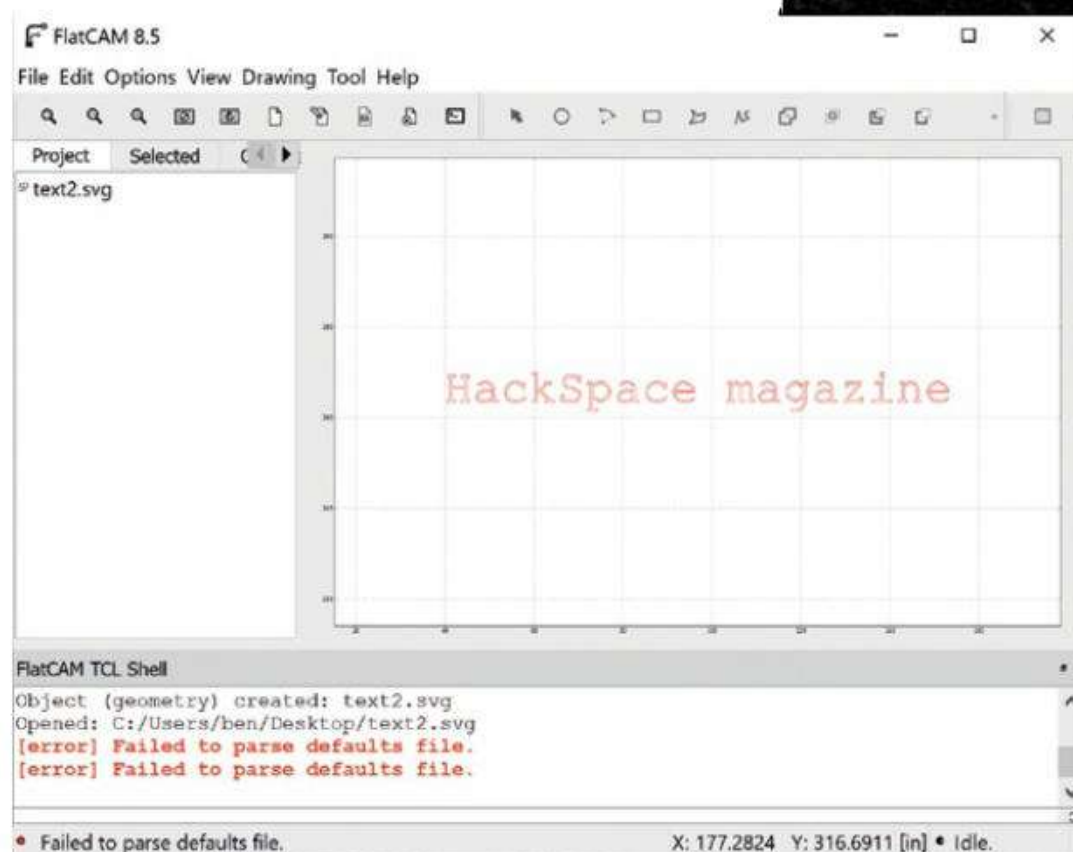 FlatCAM 8.5
File Edit Options View Drawing Tool Help
Project Selected
text2.svg
HackSpace magazine
FlatCAM TCL Shell
Object (geometry) created: text2.svg
Opened: C:/Users/ben/Desktop/text2.svg
[error] Failed to parse defaults file.
[error] Failed to parse defaults file.
Failed to parse defaults file. X: 177.2824 Y: 316.6911 [in] • Idle.